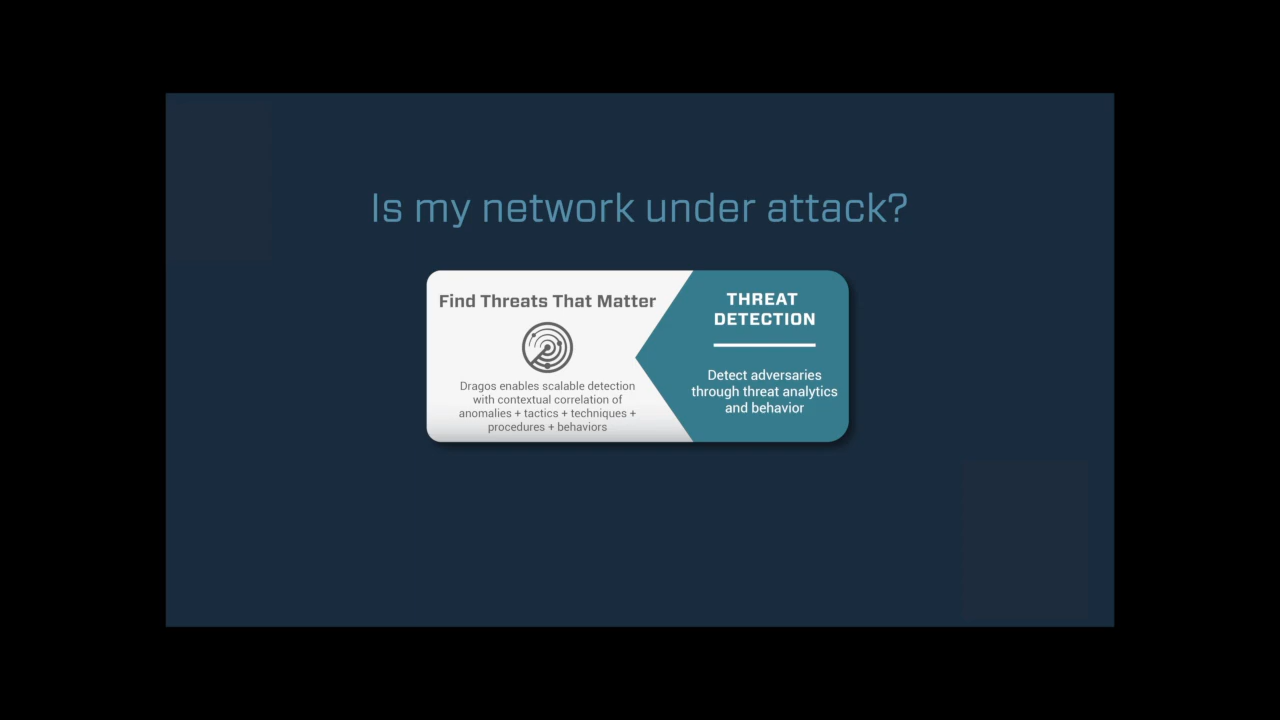 Is my network under attack?
Find Threats That Matter
Dragos enables scalable detection
with contextual correlation of
anomalies + tactics + techniques +
procedures + behaviors
THREAT
DETECTION
Detect adversaries
through threat analytics
and behavior